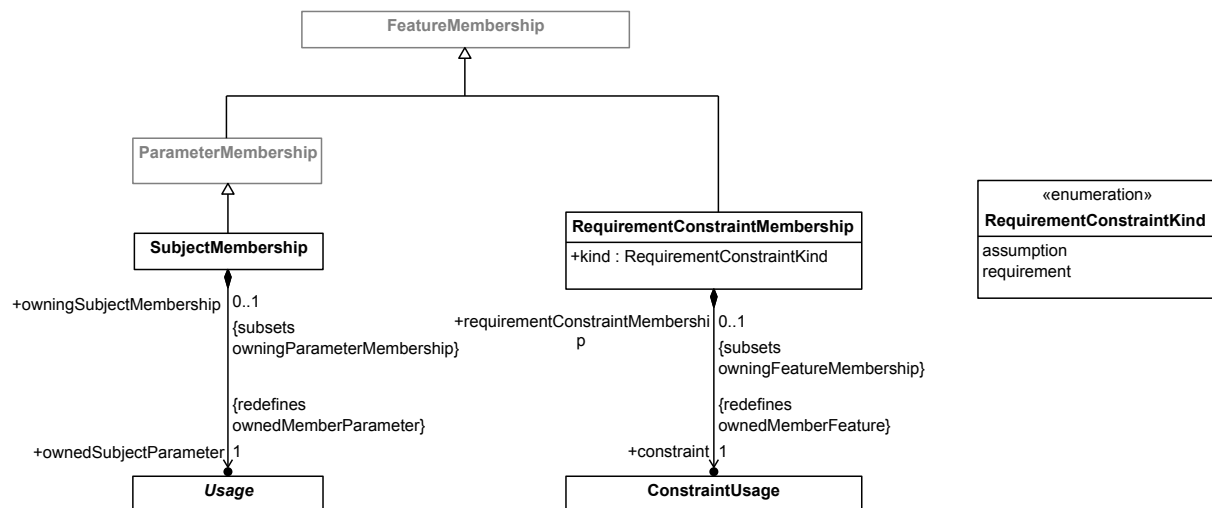 FeatureMembership
ParameterMembership
SubjectMembership
+owningSubjectMembership
0..1
{subsets
owningParameterMembership}
{redefines
ownedMemberParameter}
+ownedSubjectParameter
1
Usage
RequirementConstraintMembership
+kind : RequirementConstraintKind
+requirementConstraintMembershi
p
0..1
{subsets
owningFeatureMembership}
{redefines
ownedMemberFeature}
+constraint
1
ConstraintUsage
«enumeration»
RequirementConstraintKind
assumption
requirement